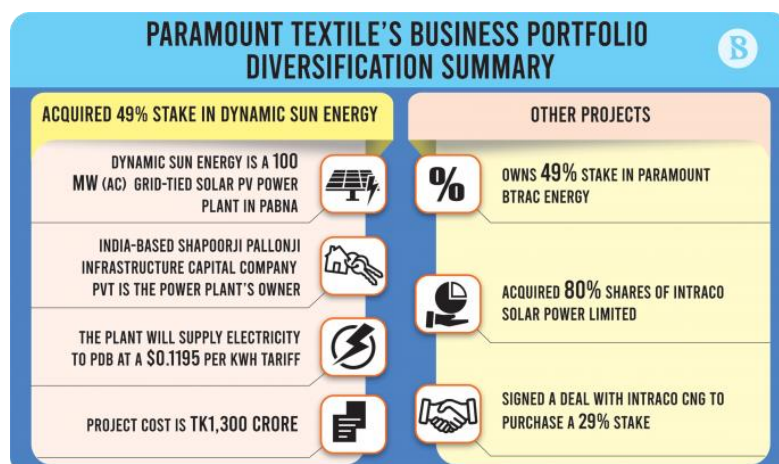 PARAMOUNT TEXTILE'S BUSINESS PORTFOLIO
DIVERSIFICATION SUMMARY
B
ACQUIRED 49% STAKE IN DYNAMIC SUN ENERGY
DYNAMIC SUN ENERGY IS A 100
MW (AC) GRID-TIED SOLAR PV POWER
PLANT IN PABNA
INDIA-BASED SHAPOORJI PALLONJI
INFRASTRUCTURE CAPITAL COMPANY
PVT IS THE POWER PLANT'S OWNER
THE PLANT WILL SUPPLY ELECTRICITY
TO PDB AT A $0.1195 PER KWH TARIFF
PROJECT COST IS TK1,300 CRORE
OTHER PROJECTS
%
OWNS 49% STAKE IN PARAMOUNT
BTRAC ENERGY
ACQUIRED 80% SHARES OF INTRACO
SOLAR POWER LIMITED
SIGNED A DEAL WITH INTRACO CNG TO
PURCHASE A 29% STAKE